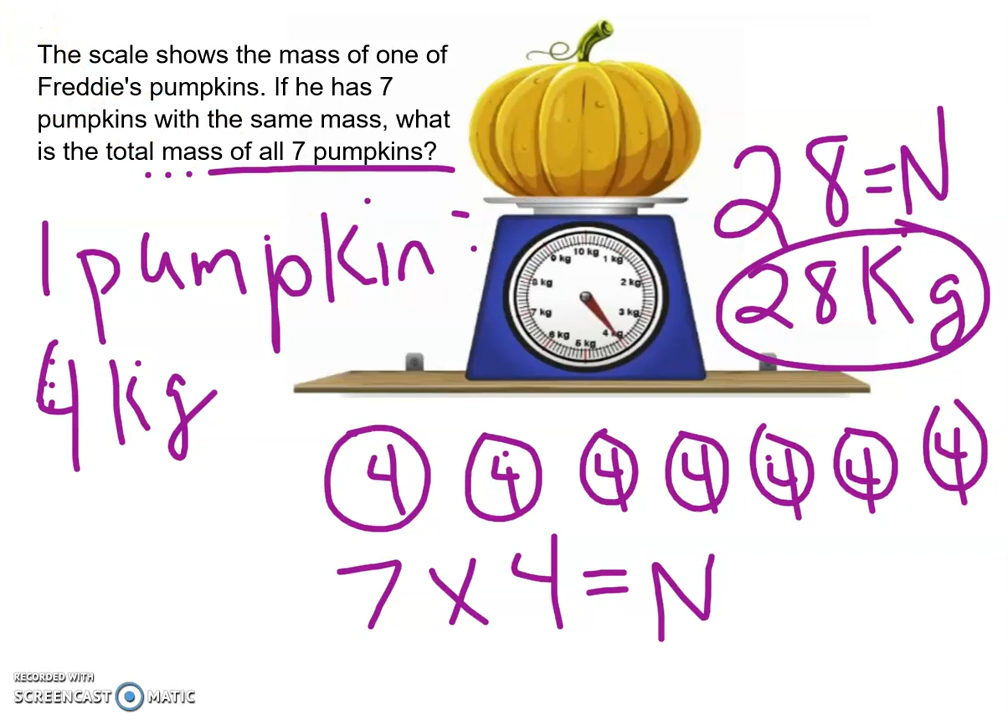 The scale shows the mass of one of
Freddie's pumpkins. If he has 7
pumpkins with the same mass, what
is the total mass of all 7 pumpkins?
1 pumpkin :
4 kg
10 kg
1 kg
2 kg
3 kg
4 kg
5 kg
6 kg
7 kg
8 kg
9 kg
28=N
28Kg
4 4 4 4 4 4 4
7 x 4 = N
RECORDED WITH
SCREENCAST MATIC